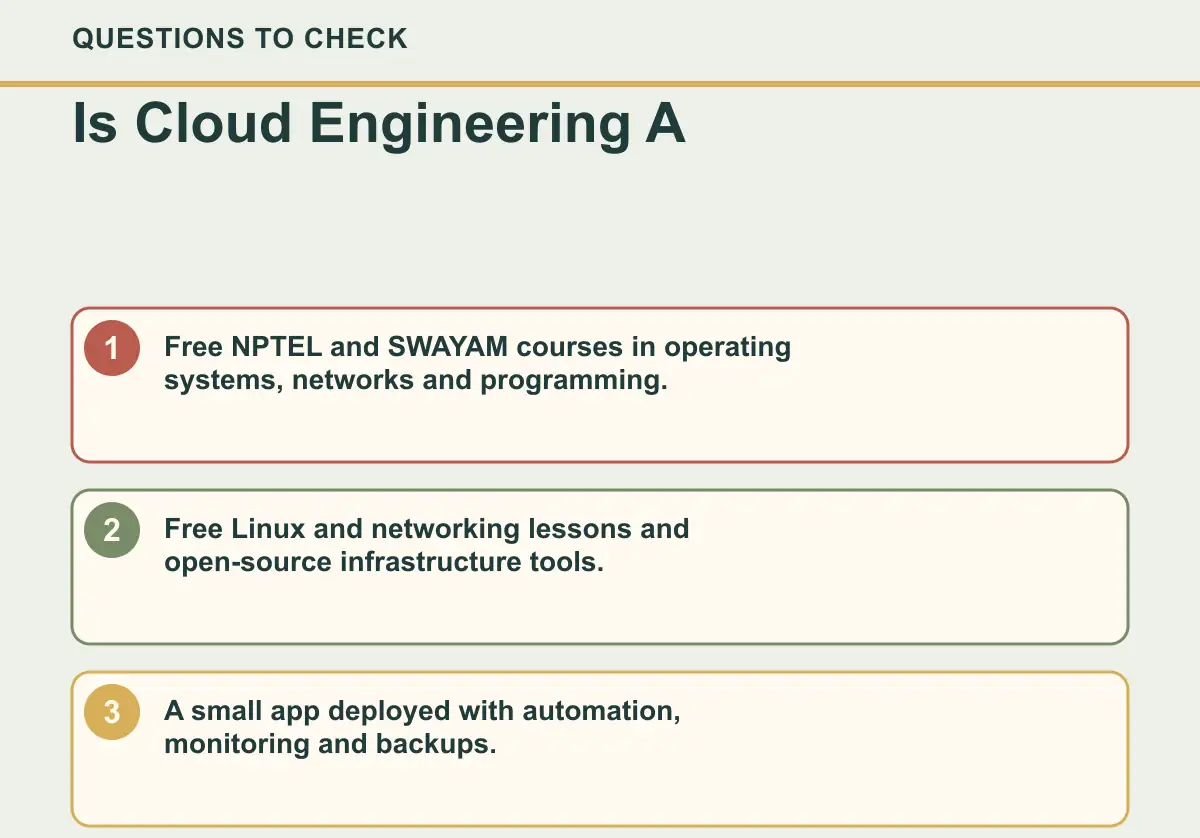 QUESTIONS TO CHECK
Is Cloud Engineering A
1
Free NPTEL and SWAYAM courses in operating
systems, networks and programming.
2
Free Linux and networking lessons and
open-source infrastructure tools.
3
A small app deployed with automation,
monitoring and backups.